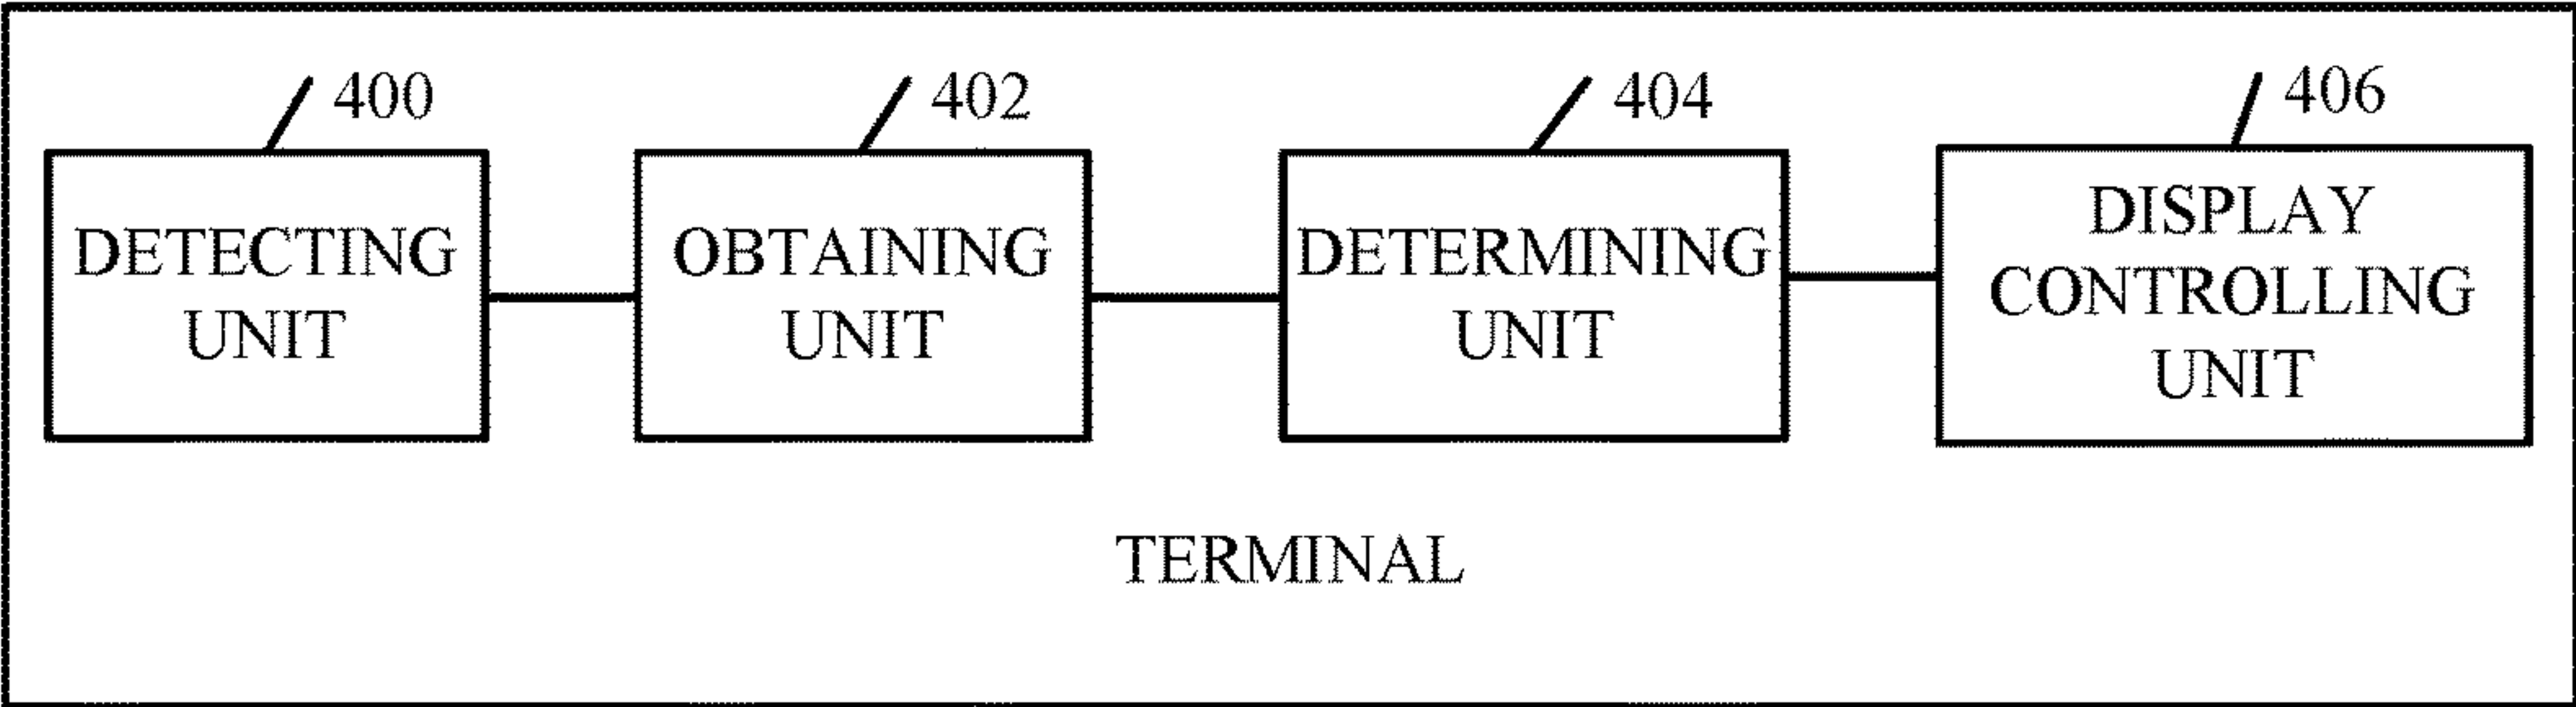 400
402
404
406
DETECTING
UNIT
OBTAINING
UNIT
DETERMINING
UNIT
DISPLAY
CONTROLLING
UNIT
TERMINAL